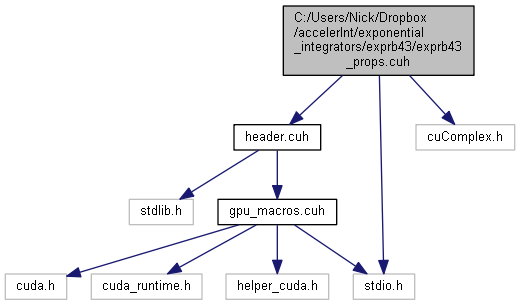 C:/Users/Nick/Dropbox
/accelerInt/exponential
_integrators/exprb43/exprb43
_props.cuh
header.cuh
cuComplex.h
stdlib.h
gpu_macros.cuh
cuda.h
cuda_runtime.h
helper_cuda.h
stdio.h